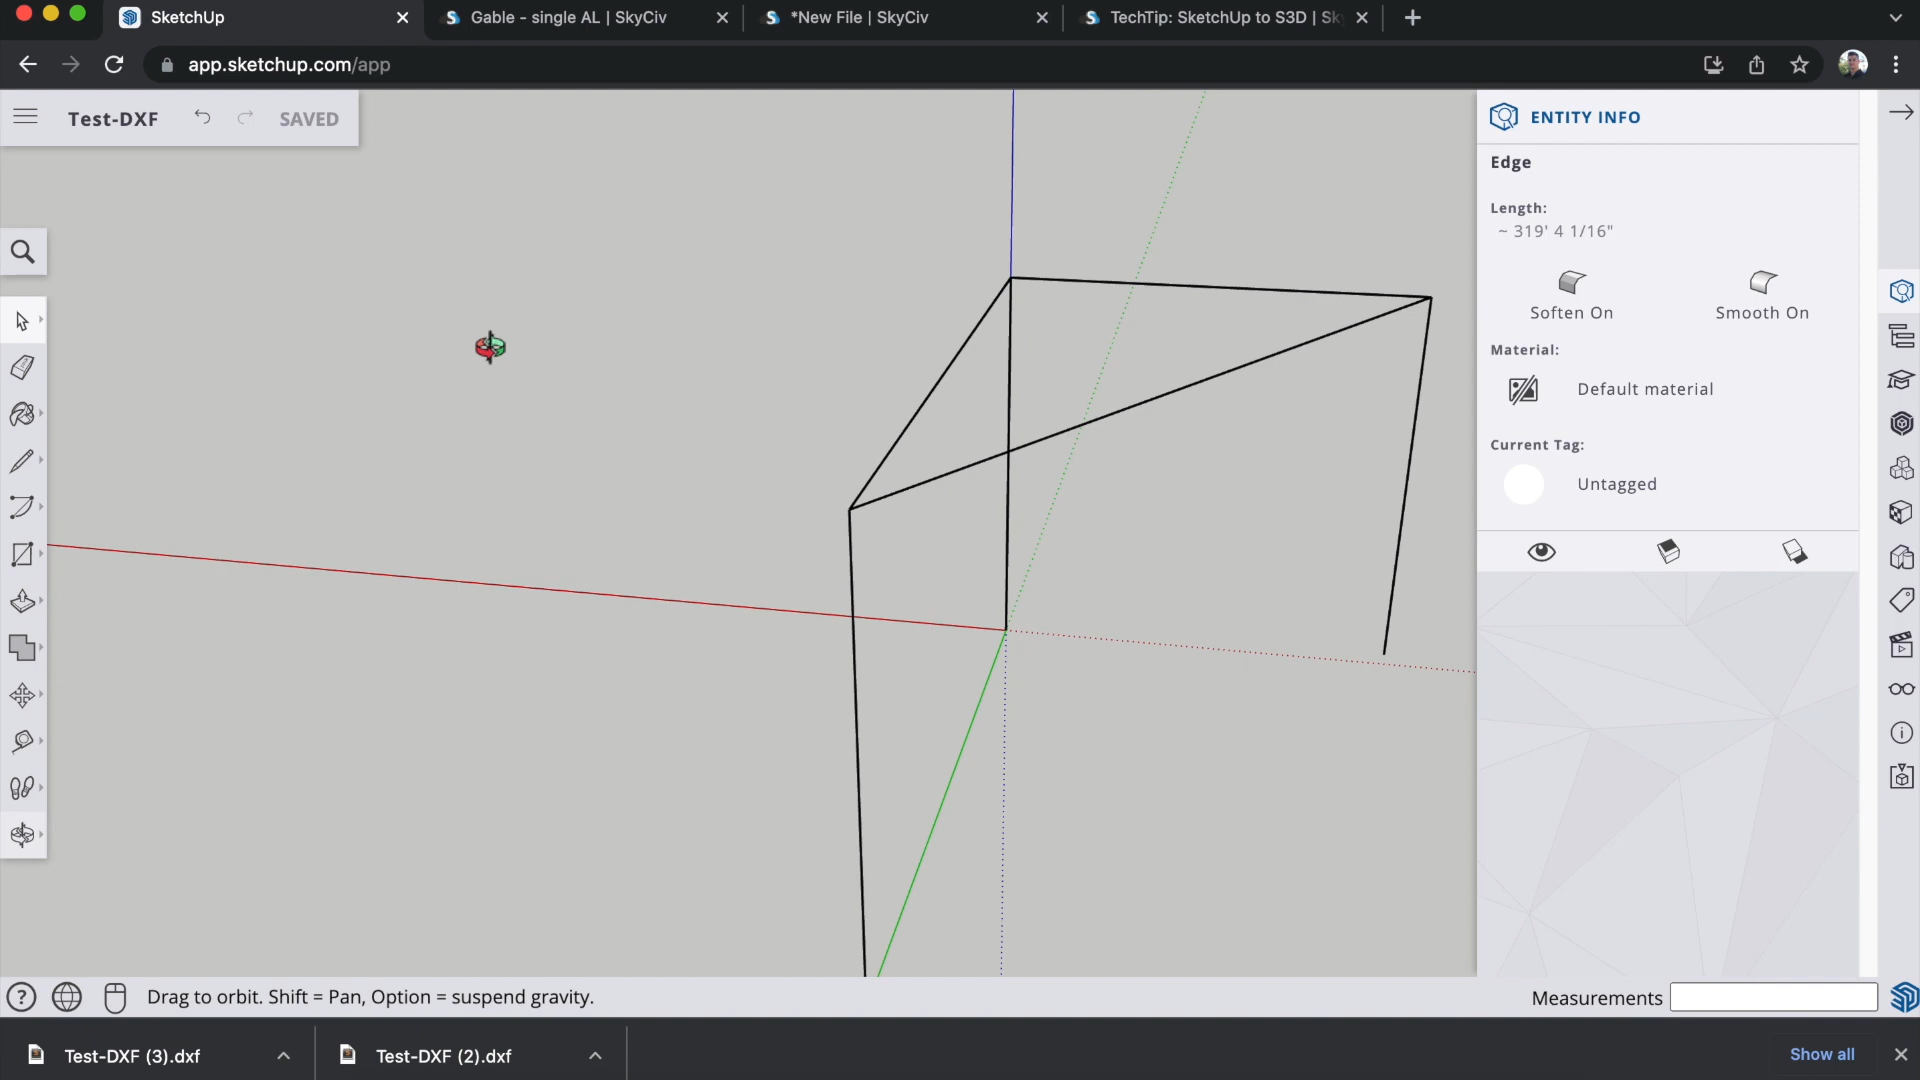 SketchUp
Gable - single AL | SkyCiv
*New File | SkyCiv
TechTip: SketchUp to S3D | Sk
app.sketchup.com/app
Test-DXF
SAVED
ENTITY INFO
Edge
Length:
~ 319' 4 1/16"
Soften On
Smooth On
Material:
Default material
Current Tag:
Untagged
Drag to orbit. Shift = Pan, Option = suspend gravity.
Measurements
Test-DXF (3).dxf
Test-DXF (2).dxf
Show all